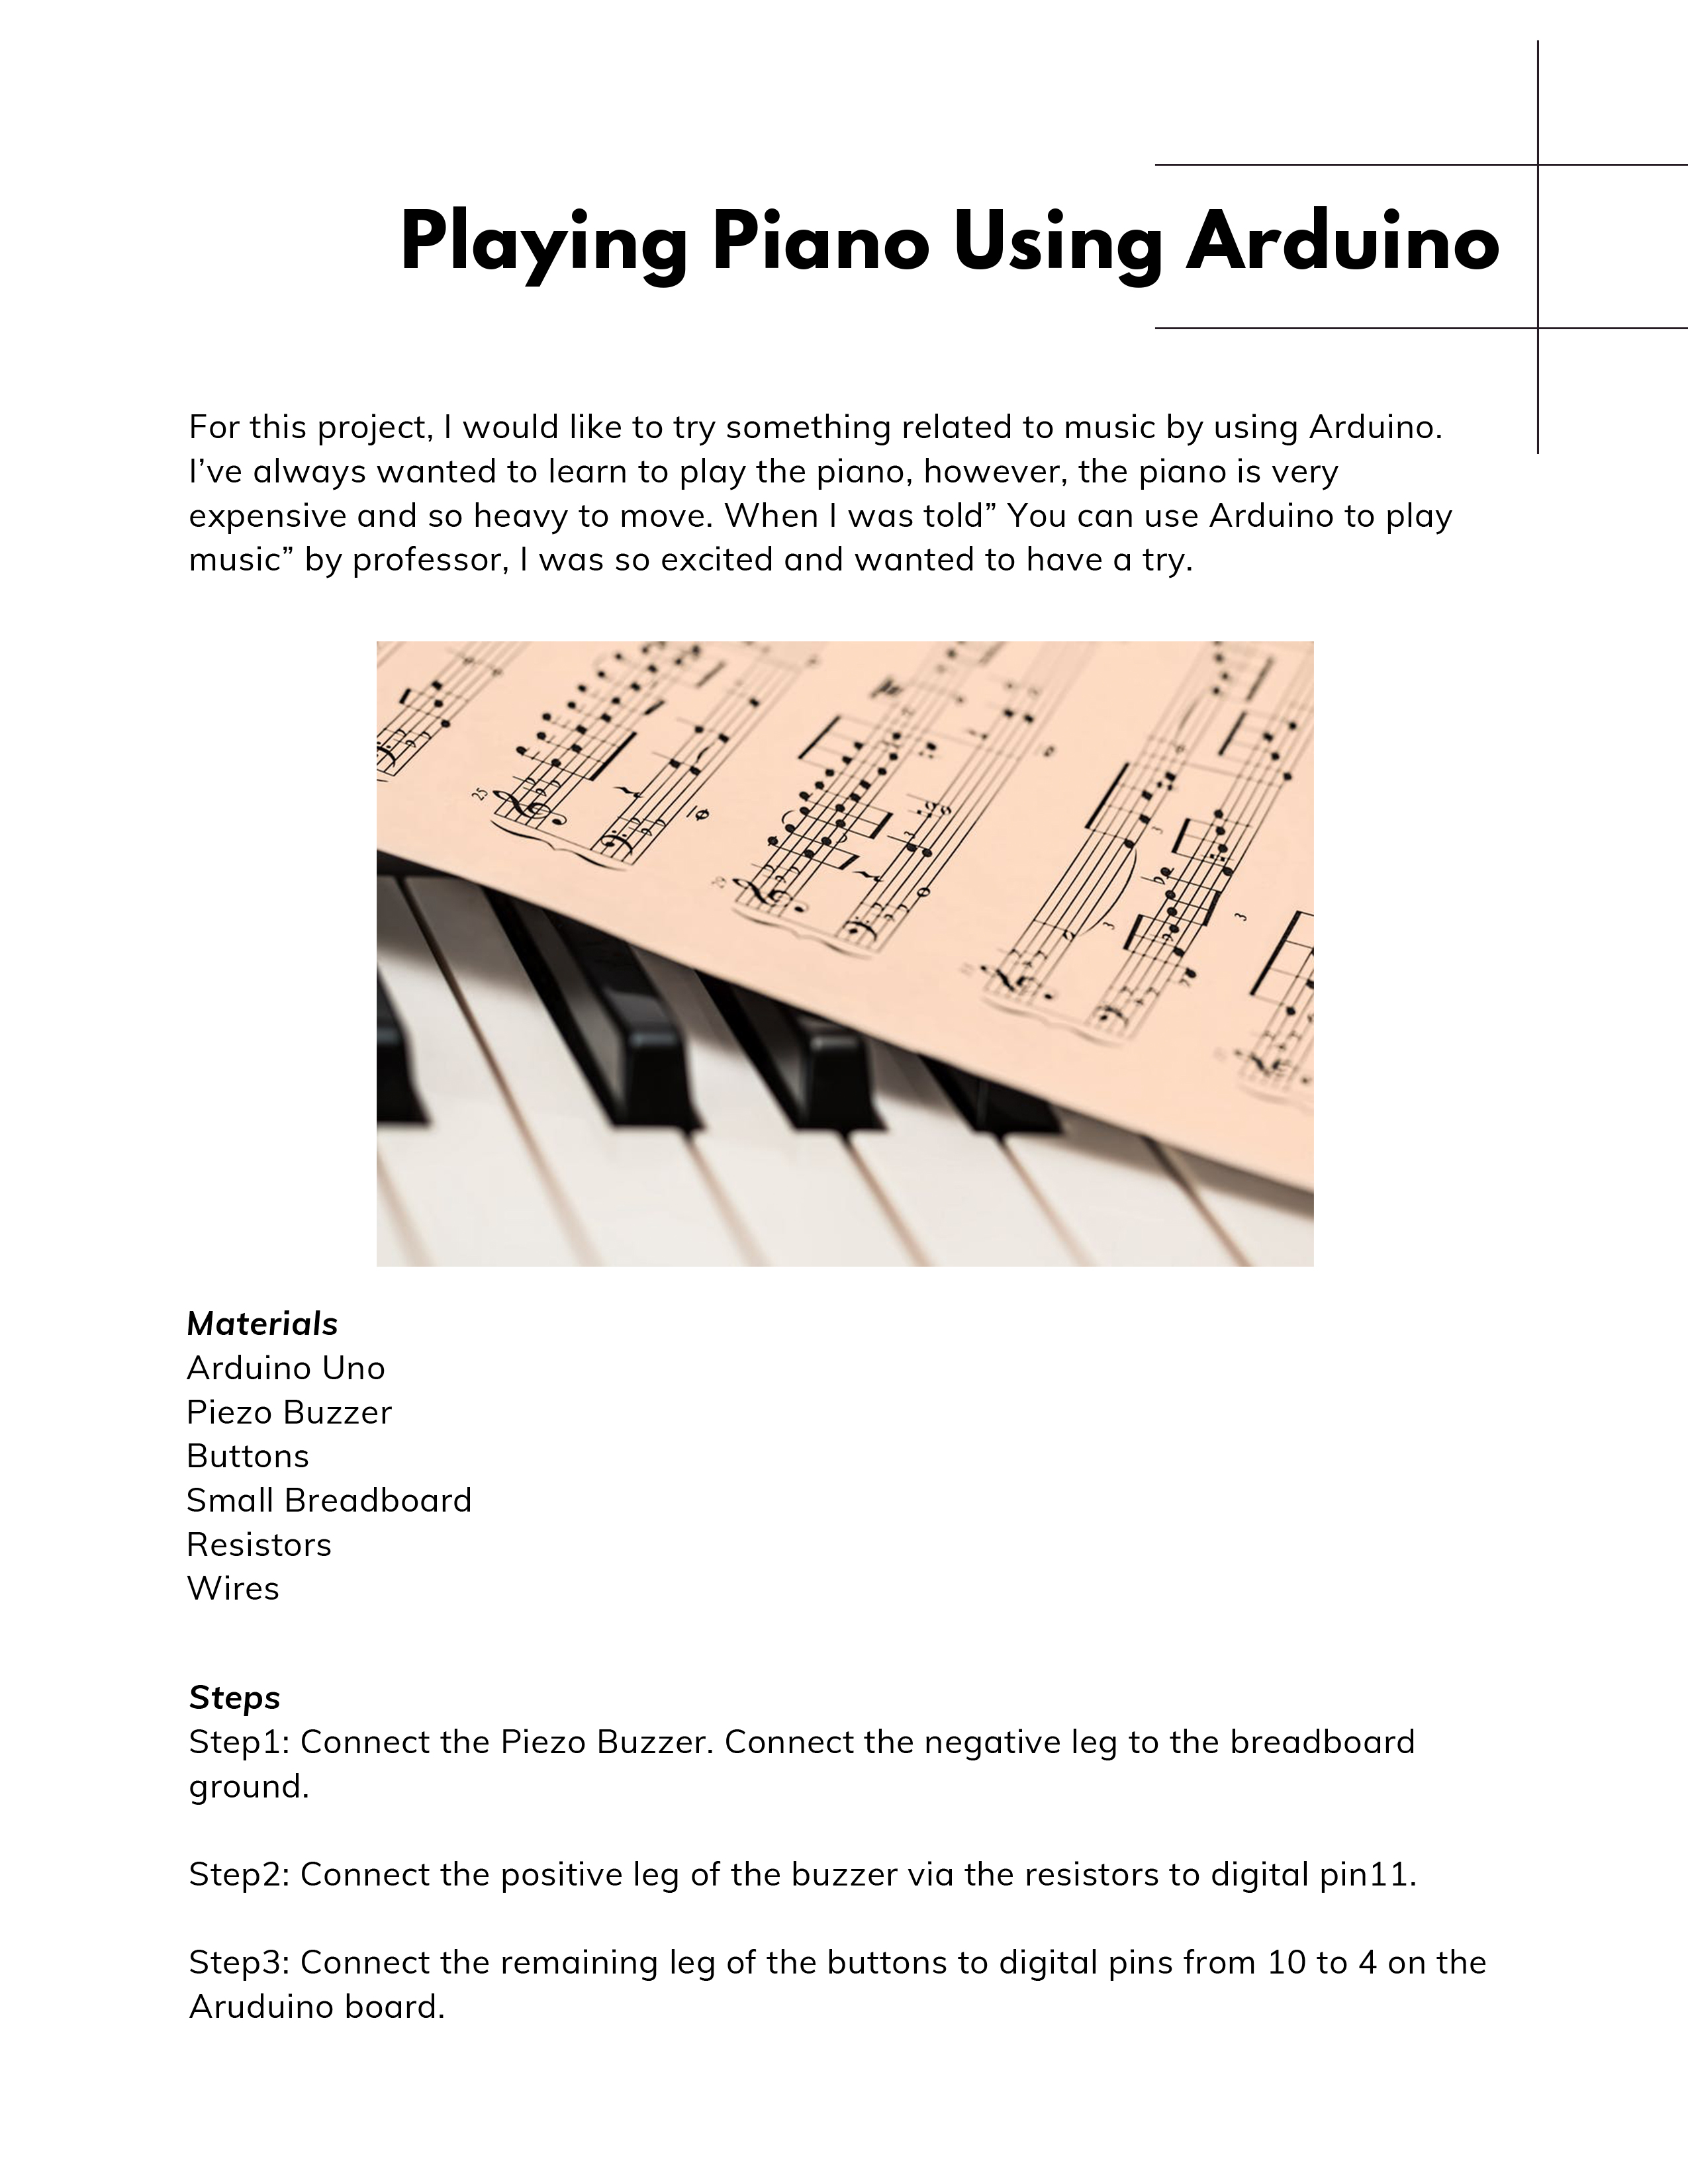 Playing Piano Using Arduino
For this project, I would like to try something related to music by using Arduino.
I’ve always wanted to learn to play the piano, however, the piano is very
expensive and so heavy to move. When I was told” You can use Arduino to play
music” by professor, I was so excited and wanted to have a try.
25
3
3
3
Materials
Arduino Uno
Piezo Buzzer
Buttons
Small Breadboard
Resistors
Wires
Steps
Step1: Connect the Piezo Buzzer. Connect the negative leg to the breadboard
ground.
Step2: Connect the positive leg of the buzzer via the resistors to digital pin11.
Step3: Connect the remaining leg of the buttons to digital pins from 10 to 4 on the
Aruduino board.